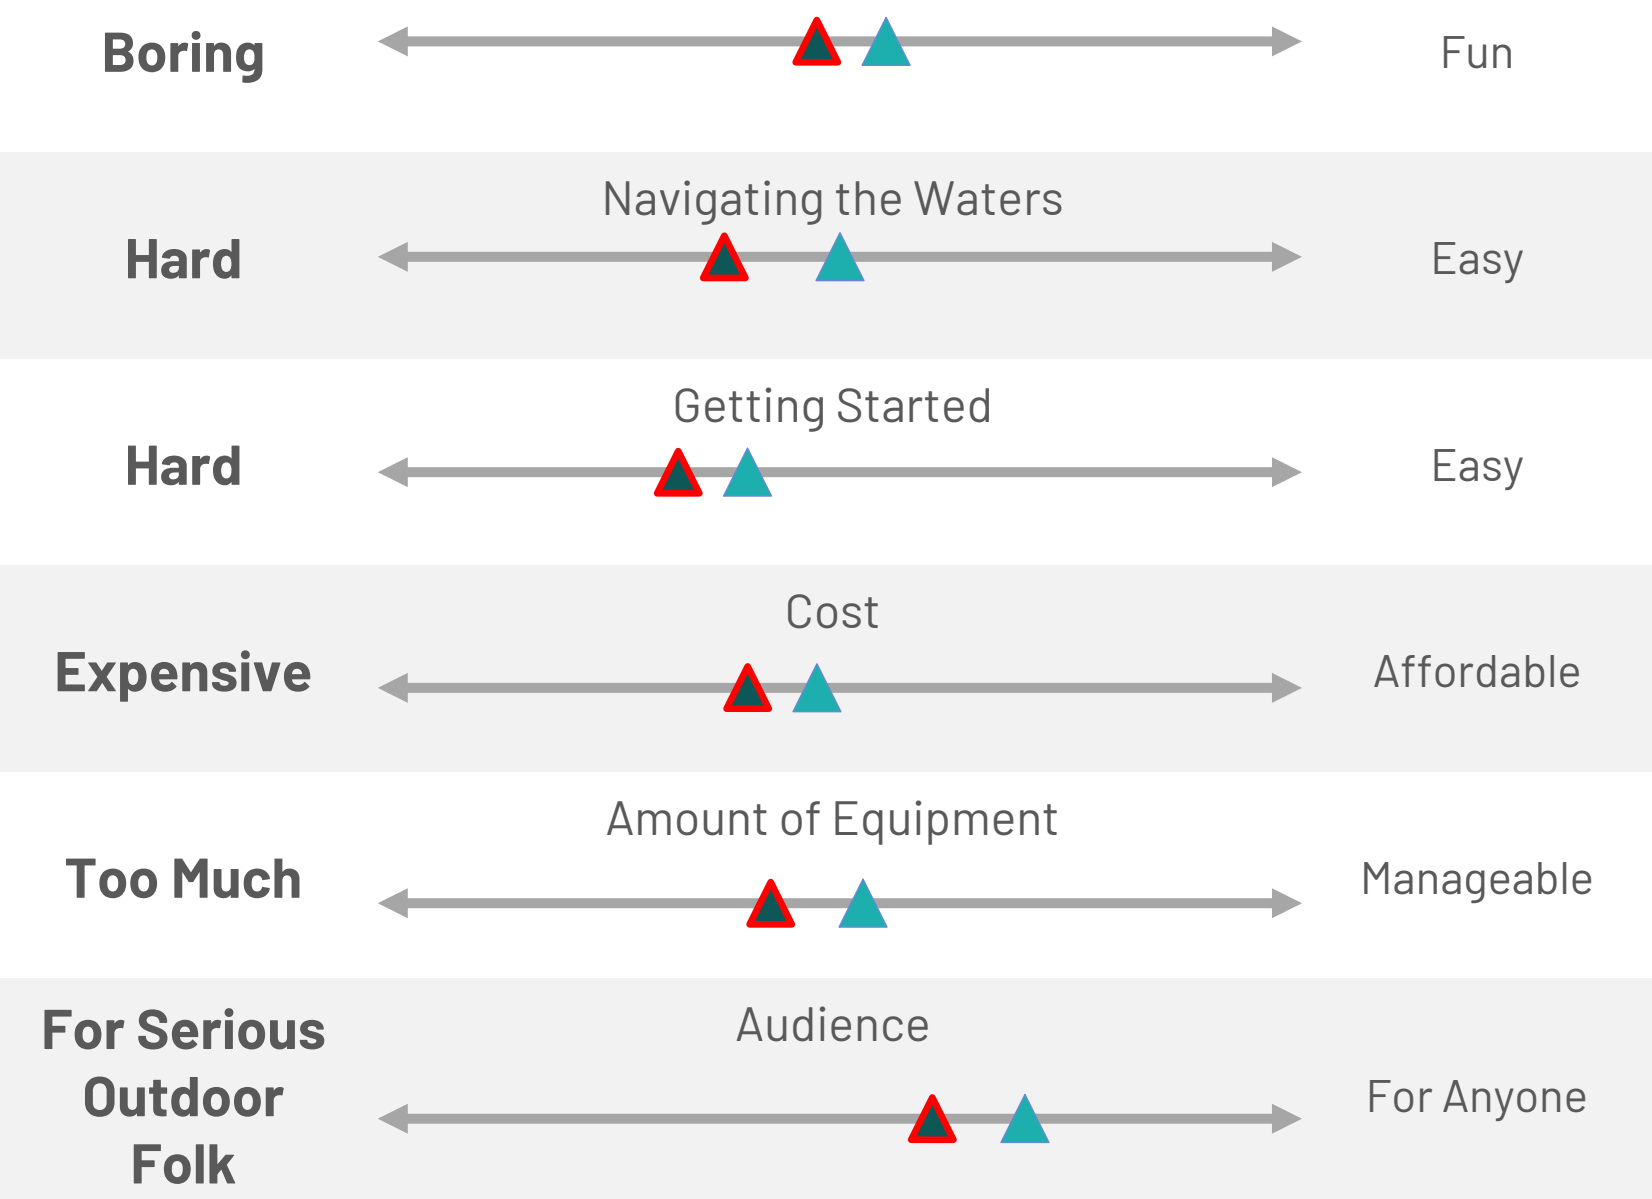 Boring
Fun
Navigating the Waters
Hard
Easy
Getting Started
Hard
Easy
Cost
Expensive
Affordable
Amount of Equipment
Too Much
Manageable
Audience
For Serious
Outdoor
Folk
For Anyone